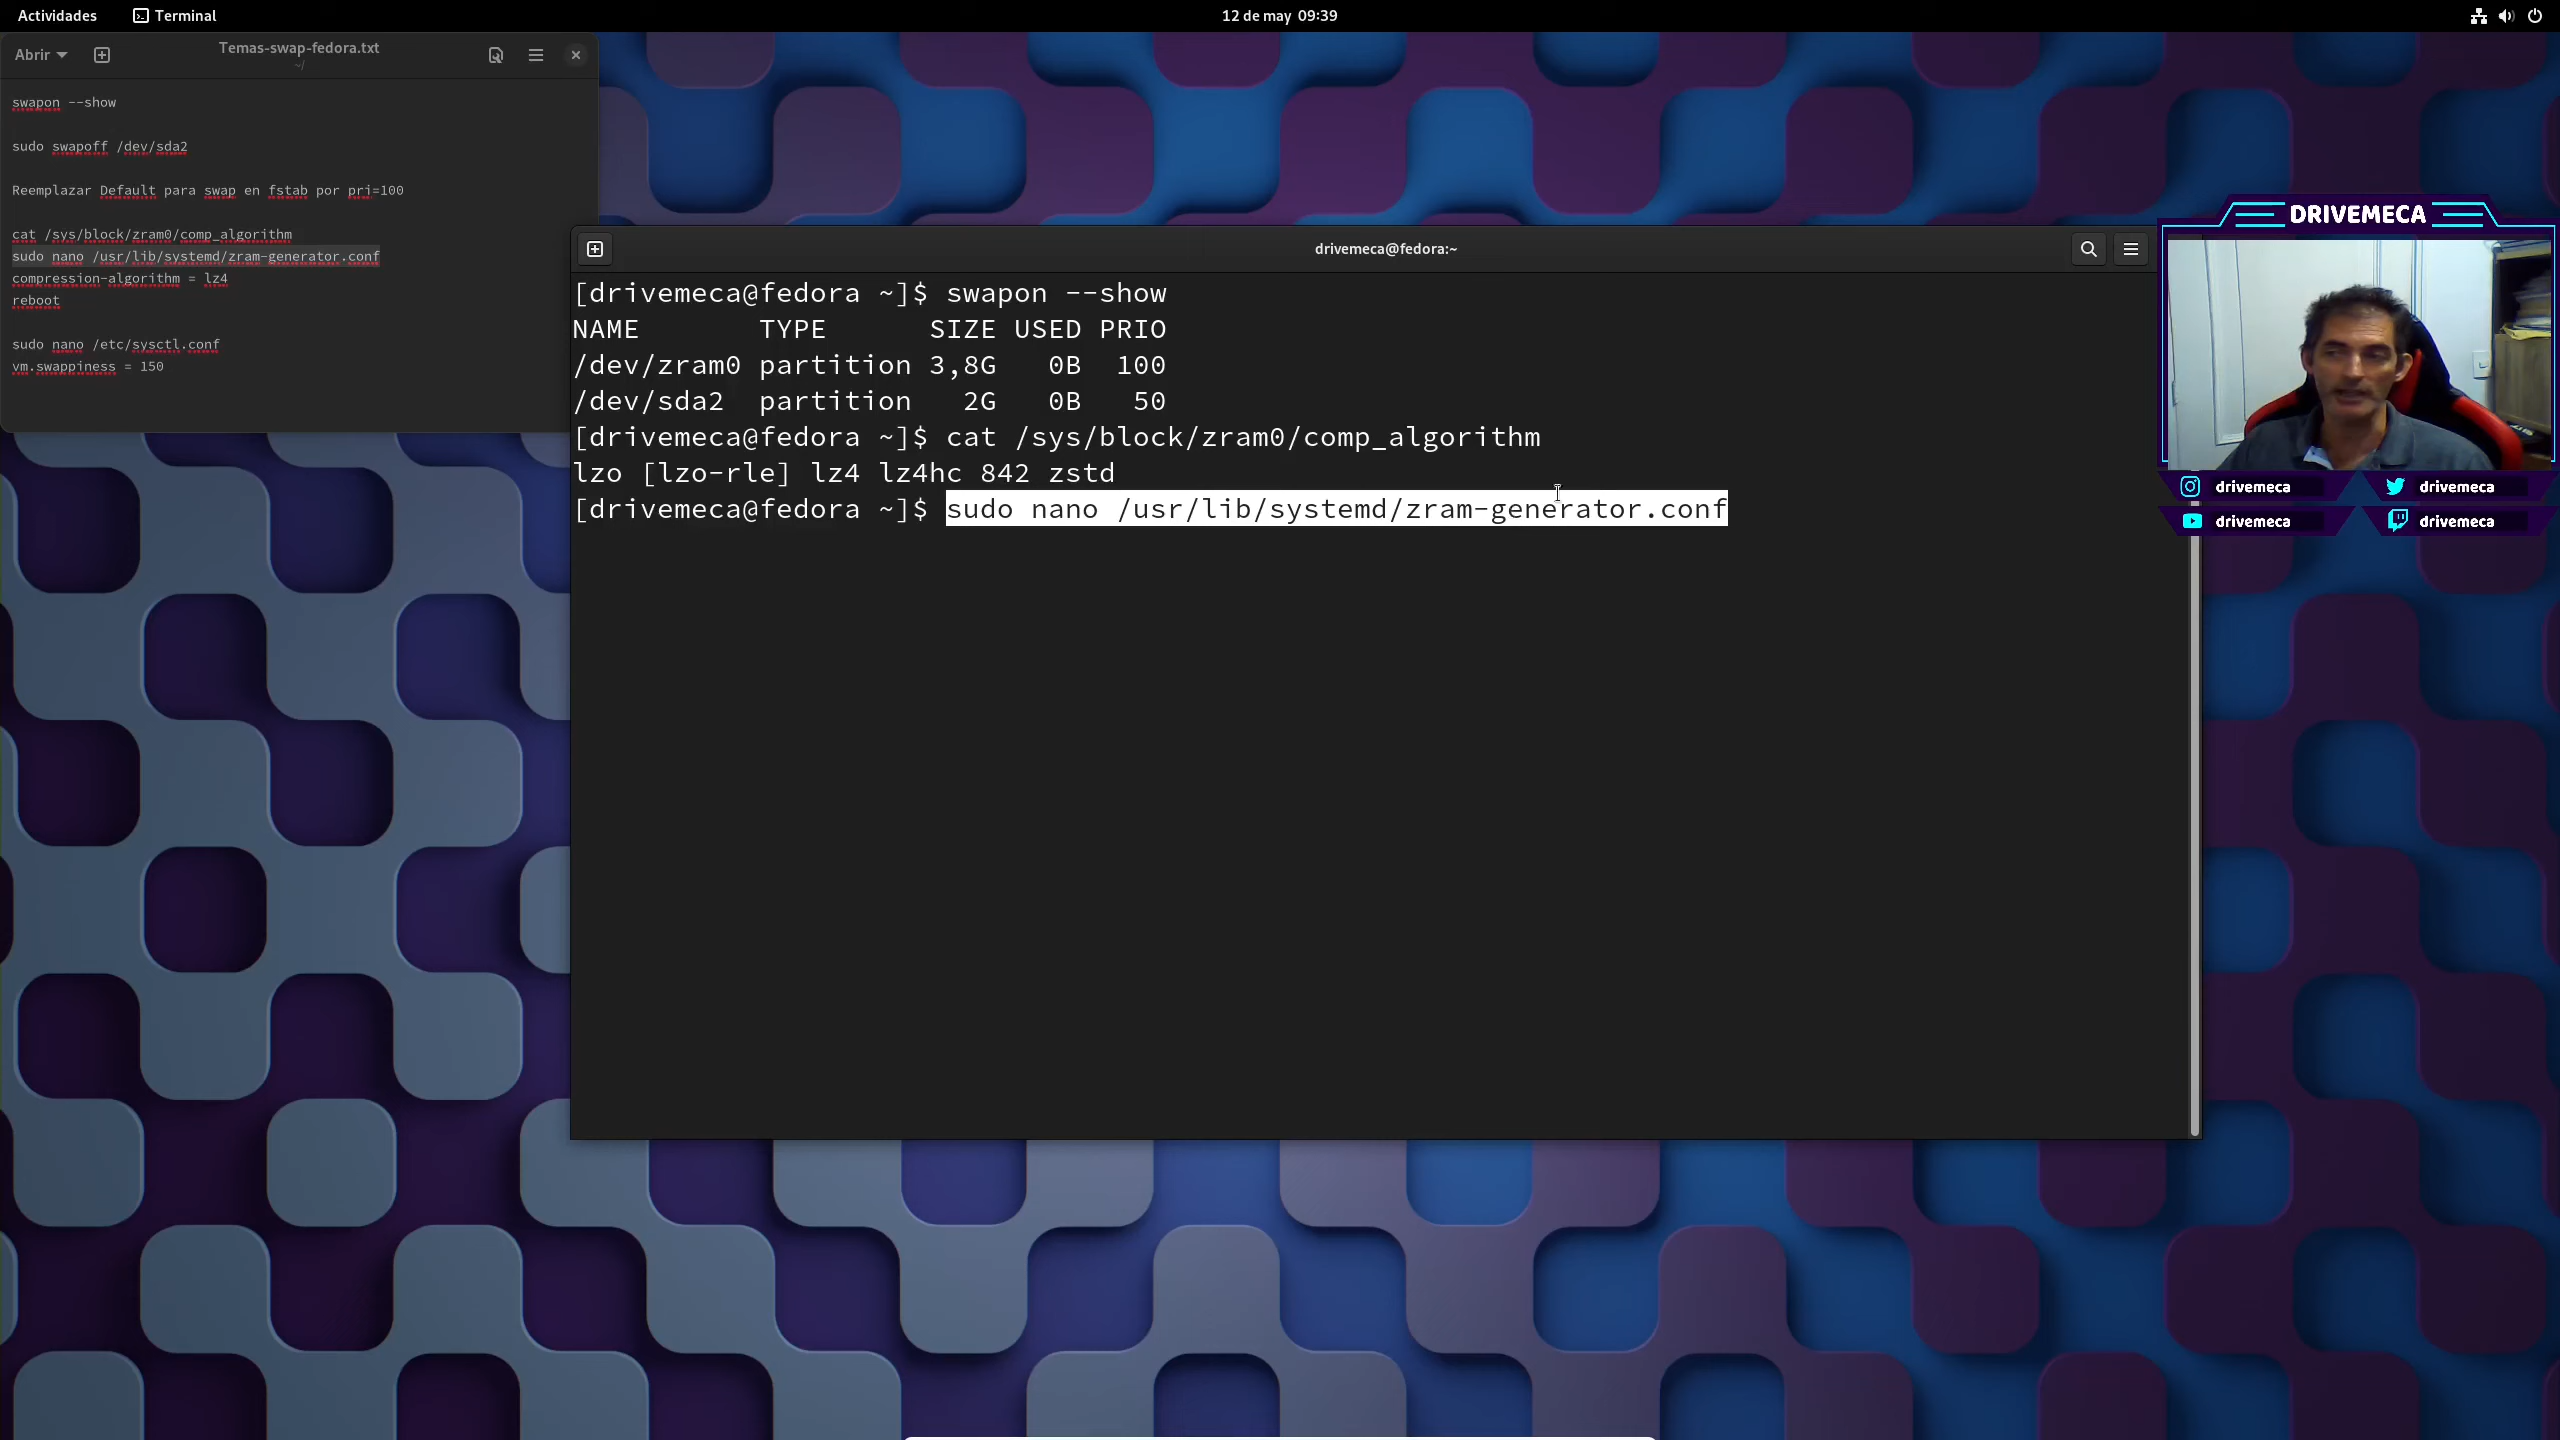 Actividades Terminal 12 de may 09:39
Abrir Temas-swap-fedora.txt
~/
swapon --show
sudo swapoff /dev/sda2
Reemplazar Default para swap en fstab por pri=100
cat /sys/block/zram0/comp_algorithm
sudo nano /usr/lib/systemd/zram-generator.conf
compression-algorithm = lz4
reboot
sudo nano /etc/sysctl.conf
vm.swappiness = 150
drivemeca@fedora:~
[drivemeca@fedora ~]$ swapon --show
NAME TYPE SIZE USED PRIO
/dev/zram0 partition 3,8G 0B 100
/dev/sda2 partition 2G 0B 50
[drivemeca@fedora ~]$ cat /sys/block/zram0/comp_algorithm
lzo [lzo-rle] lz4 lz4hc 842 zstd
[drivemeca@fedora ~]$ sudo nano /usr/lib/systemd/zram-generator.conf
DRIVEMECA
drivemeca drivemeca
drivemeca drivemeca